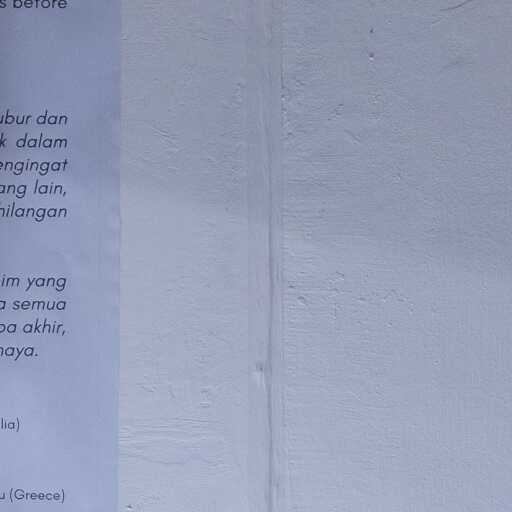 s before
ubur dan
k dalam
engingat
ang lain,
hilangan
im yang
a semua
pa akhir,
naya.
lia)
u (Greece)